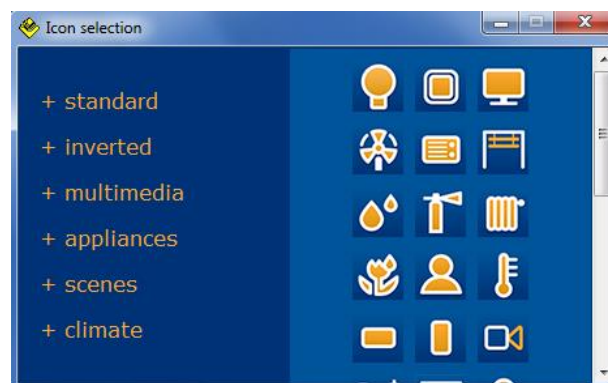 Icon selection
+ standard
+ inverted
+ multimedia
+ appliances
+ scenes
+ climate